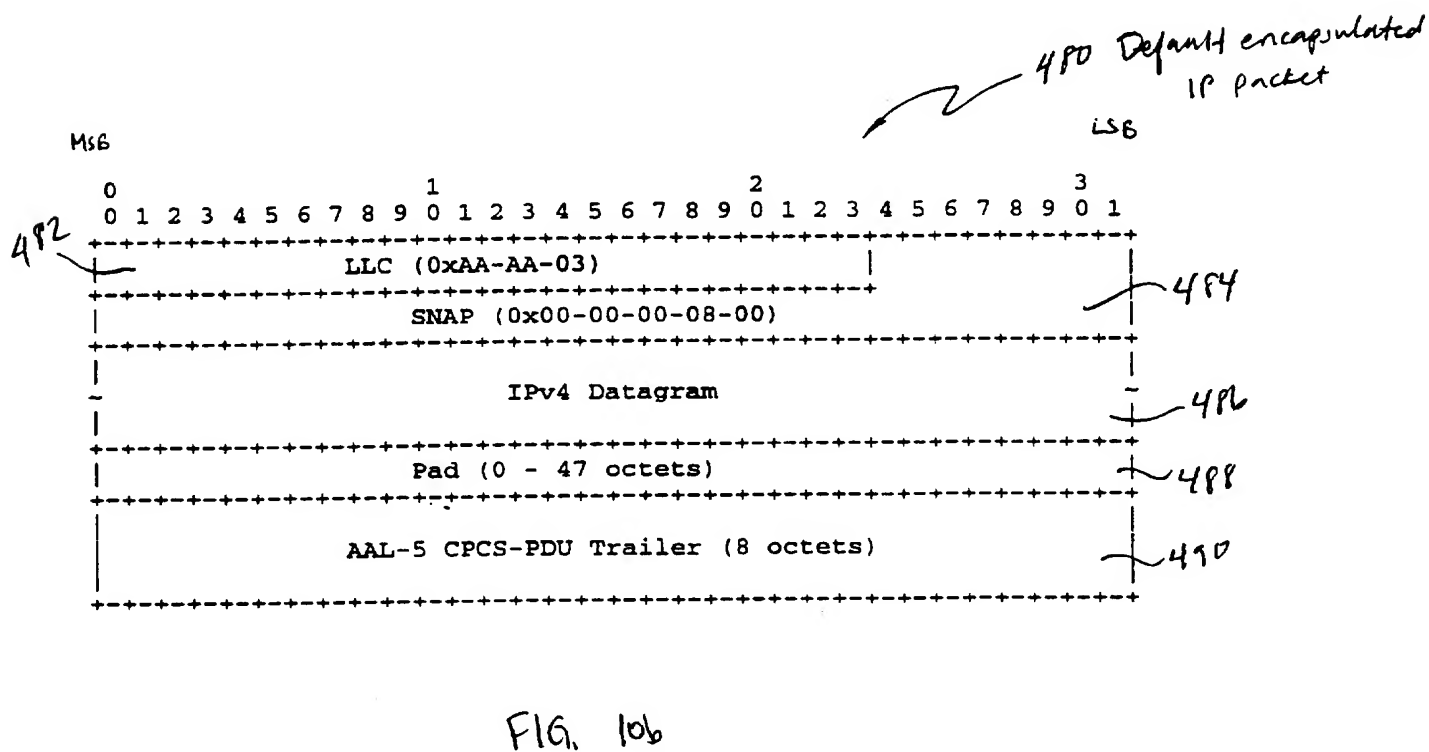 480 Default encapsulated
IP packet
MSB
LSB
0 1 2 3
0 1 2 3 4 5 6 7 8 9 0 1 2 3 4 5 6 7 8 9 0 1 2 3 4 5 6 7 8 9 0 1
+-+-+-+-+-+-+-+-+-+-+-+-+-+-+-+-+-+-+-+-+-+-+-+-+-+-+-+-+-+-+-+-+
482 | LLC (0xAA-AA-03) | |
+-+-+-+-+-+-+-+-+-+-+-+-+-+-+-+-+-+-+-+-+-+-+-+-+ 484
| SNAP (0x00-00-00-08-00) |
+-+-+-+-+-+-+-+-+-+-+-+-+-+-+-+-+-+-+-+-+-+-+-+-+-+-+-+-+-+-+-+-+
| |
~ IPv4 Datagram ~
| | 486
+-+-+-+-+-+-+-+-+-+-+-+-+-+-+-+-+-+-+-+-+-+-+-+-+-+-+-+-+-+-+-+-+
| Pad (0 - 47 octets) | 488
+-+-+-+-+-+-+-+-+-+-+-+-+-+-+-+-+-+-+-+-+-+-+-+-+-+-+-+-+-+-+-+-+
| AAL-5 CPCS-PDU Trailer (8 octets) | 490
+-+-+-+-+-+-+-+-+-+-+-+-+-+-+-+-+-+-+-+-+-+-+-+-+-+-+-+-+-+-+-+-+
FIG. 10b